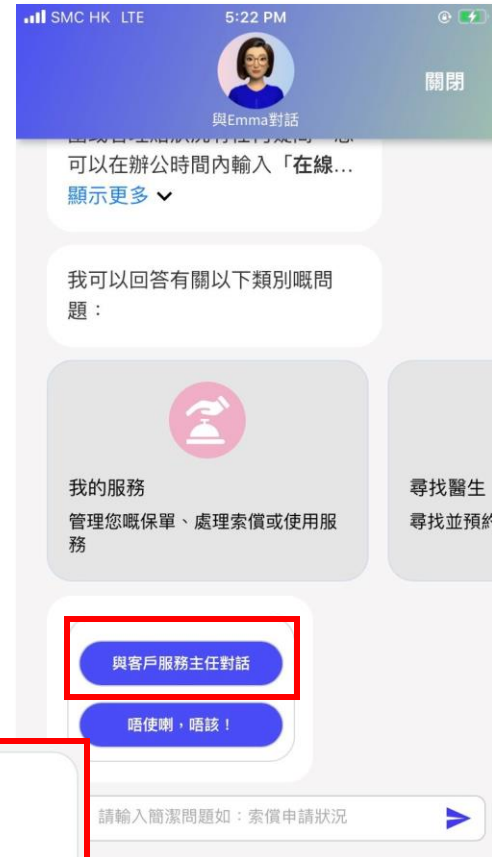 SMC HK LTE 5:22 PM
關閉
與Emma對話
可以在辦公時間內輸入「在線...
顯示更多
我可以回答有關以下類別嘅問
題：
我的服務
管理您嘅保單、處理索償或使用服
務
尋找醫生
尋找並預約
與客戶服務主任對話
唔使喇，唔該！
請輸入簡潔問題如：索償申請狀況